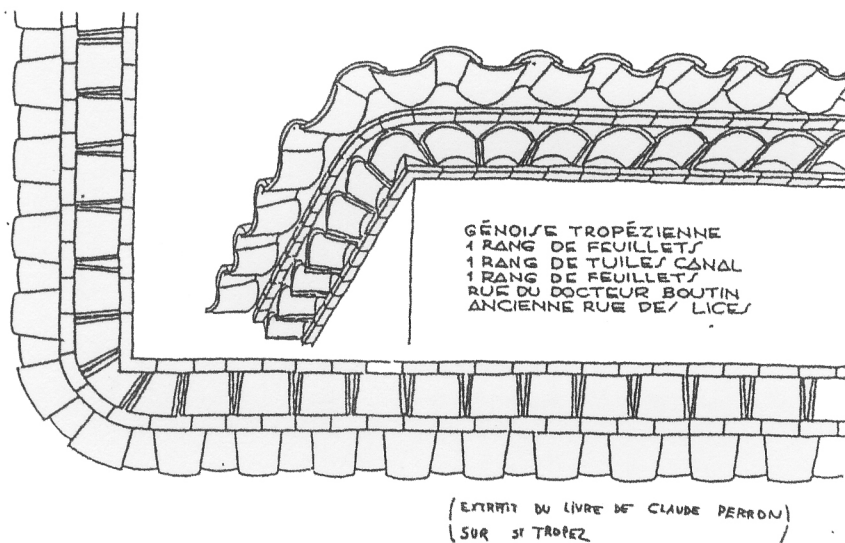 GÉNOISE TROPÉZIENNE
1 RANG DE FEUILLETS
1 RANG DE TUILES CANAL
1 RANG DE FEUILLETS
RUE DU DOCTEUR BOUTIN
ANCIENNE RUE DES LICES
(EXTRAIT DU LIVRE DE CLAUDE PERRON)
(SUR ST TROPEZ /